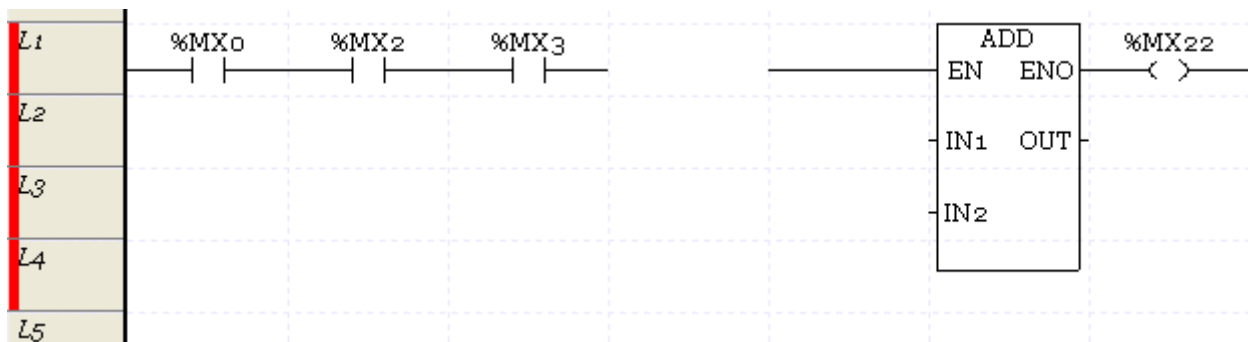 L1 %MX0 %MX2 %MX3 ADD %MX22
EN ENO
L2
IN1 OUT
L3
IN2
L4
L5